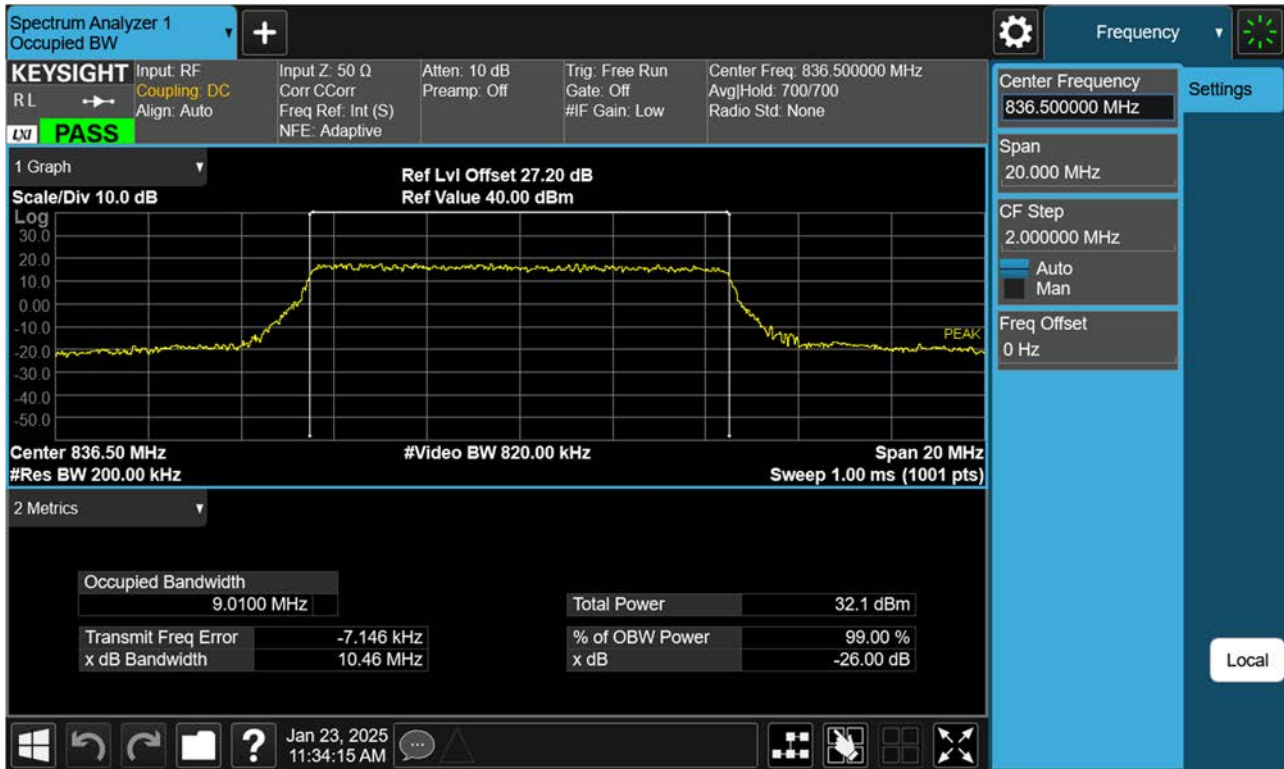 Spectrum Analyzer 1
Occupied BW
Frequency
KEYSIGHT
R L
LXI PASS
Input: RF
Coupling: DC
Align: Auto
Input Z: 50 Ω
Corr CCorr
Freq Ref: Int (S)
NFE: Adaptive
Atten: 10 dB
Preamp: Off
Trig: Free Run
Gate: Off
#IF Gain: Low
Center Freq: 836.500000 MHz
Avg|Hold: 700/700
Radio Std: None
Center Frequency
836.500000 MHz
Settings
Span
20.000 MHz
CF Step
2.000000 MHz
Auto
Man
Freq Offset
0 Hz
Local
1 Graph
Scale/Div 10.0 dB
Ref Lvl Offset 27.20 dB
Ref Value 40.00 dBm
Log
30.0
20.0
10.0
0.00
-10.0
-20.0
-30.0
-40.0
-50.0
PEAK
Center 836.50 MHz #Video BW 820.00 kHz Span 20 MHz
#Res BW 200.00 kHz Sweep 1.00 ms (1001 pts)
2 Metrics
Occupied Bandwidth
9.0100 MHz
Transmit Freq Error -7.146 kHz
x dB Bandwidth 10.46 MHz
Total Power 32.1 dBm
% of OBW Power 99.00 %
x dB -26.00 dB
Jan 23, 2025
11:34:15 AM